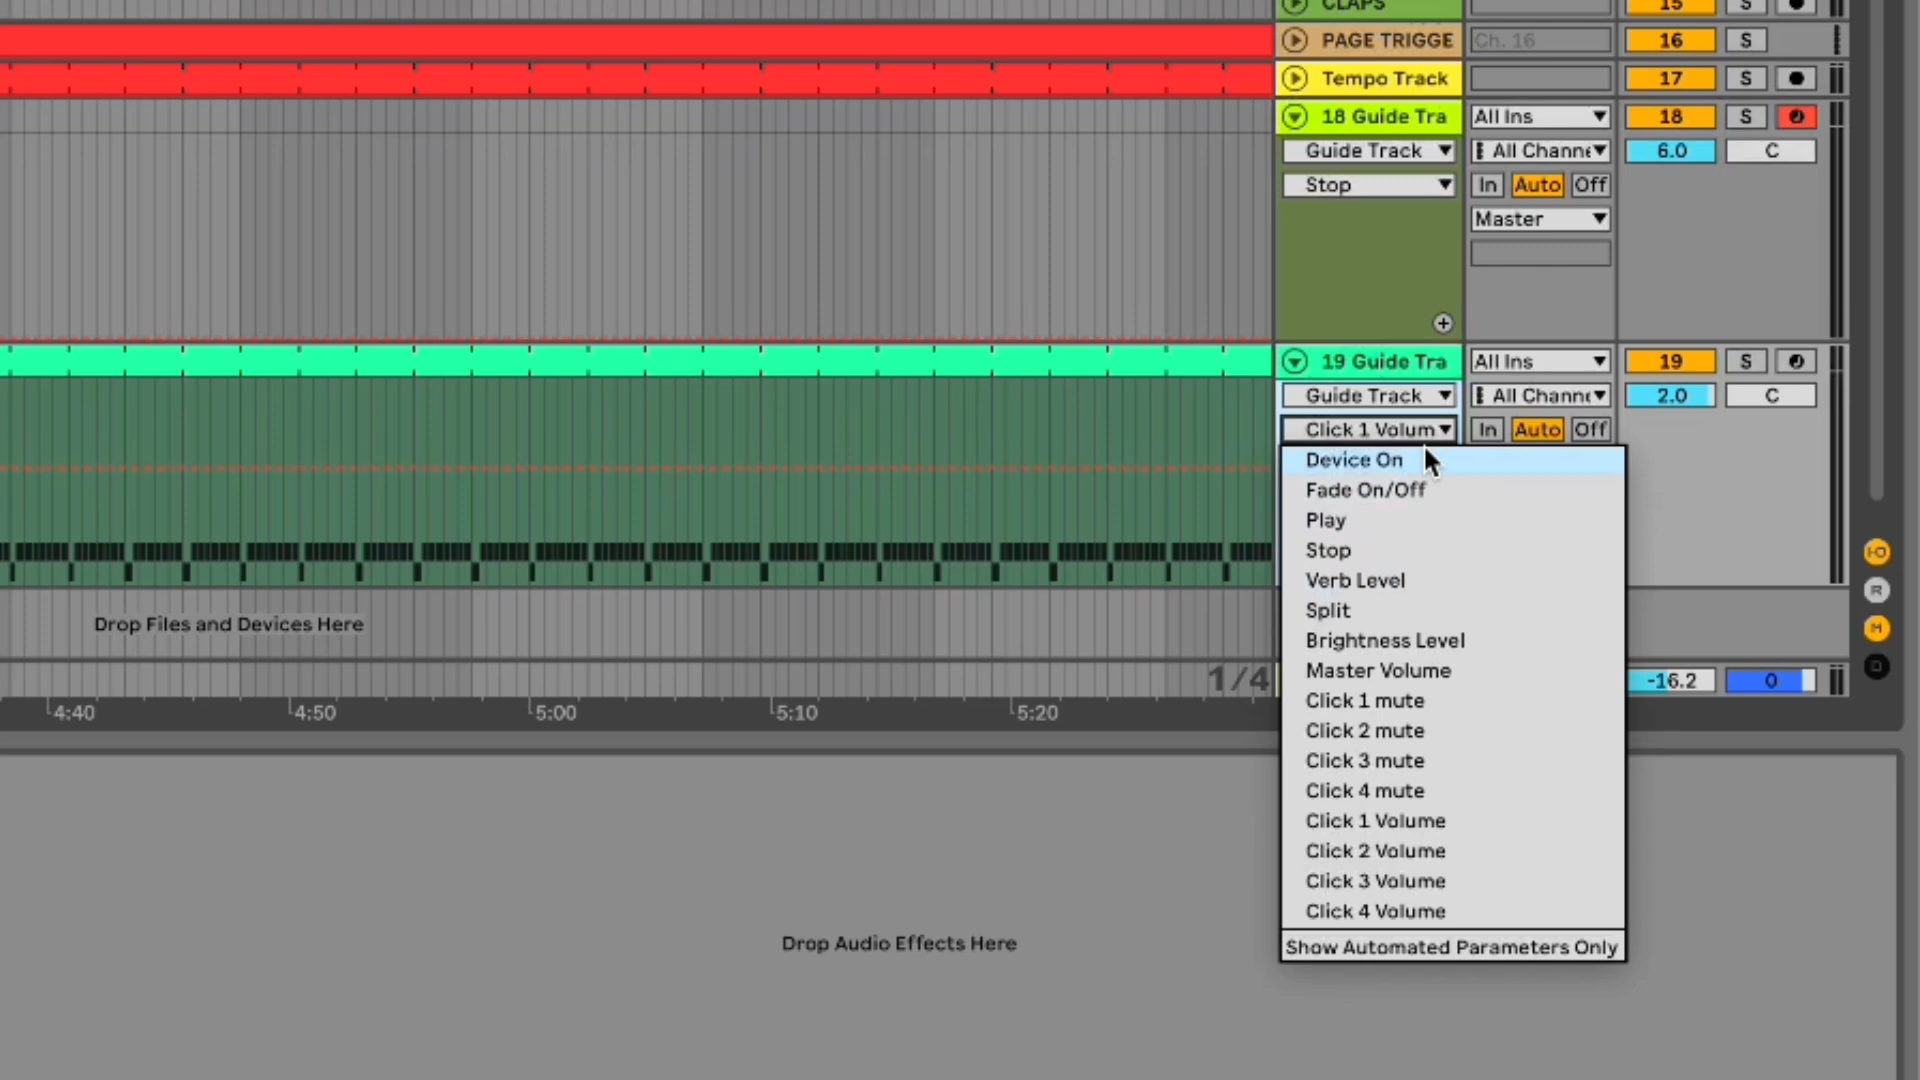 CLAPS 15 S
PAGE TRIGGE Ch. 16 16 S
Tempo Track 17 S
18 Guide Tra All Ins 18 S
Guide Track All Channe 6.0 C
Stop In Auto Off
Master
19 Guide Tra All Ins 19 S
Guide Track All Channe 2.0 C
Click 1 Volum In Auto Off
Device On
Fade On/Off
Play
Stop
Verb Level
Split
Brightness Level
Master Volume
Click 1 mute
Click 2 mute
Click 3 mute
Click 4 mute
Click 1 Volume
Click 2 Volume
Click 3 Volume
Click 4 Volume
Show Automated Parameters Only
I·O
R
M
D
Drop Files and Devices Here
1/4 -16.2 0
4:40 4:50 5:00 5:10 5:20
Drop Audio Effects Here